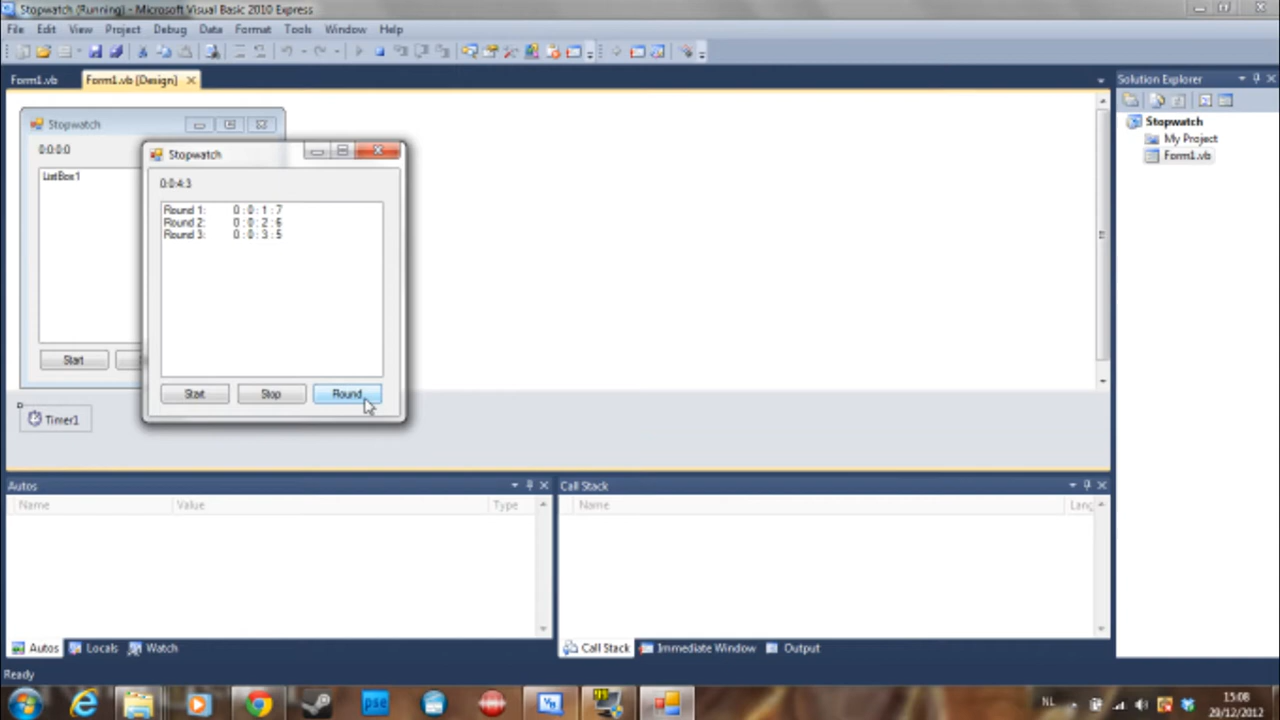 Stopwatch (Running) - Microsoft Visual Basic 2010 Express
File Edit View Project Debug Data Format Tools Window Help
Form1.vb Form1.vb [Design]
Solution Explorer
Stopwatch
My Project
Form1.vb
Stopwatch
0:0:0:0
ListBox1
Start
Stopwatch
0:0:4:3
Round 1: 0 : 0 : 1 : 7
Round 2: 0 : 0 : 2 : 6
Round 3: 0 : 0 : 3 : 5
Start Stop Round
Timer1
Autos
Name Value Type
Call Stack
Name Lang
Autos Locals Watch
Call Stack Immediate Window Output
Ready
pse
NL
15:08
29/12/2012